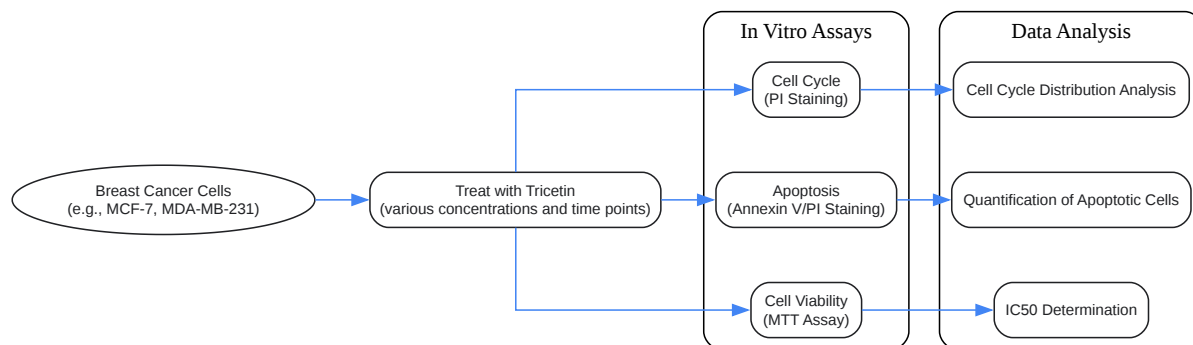 In Vitro Assays
Data Analysis
Cell Cycle
(PI Staining)
Cell Cycle Distribution Analysis
Breast Cancer Cells
(e.g., MCF-7, MDA-MB-231)
Treat with Tricetin
(various concentrations and time points)
Apoptosis
(Annexin V/PI Staining)
Quantification of Apoptotic Cells
Cell Viability
(MTT Assay)
IC50 Determination